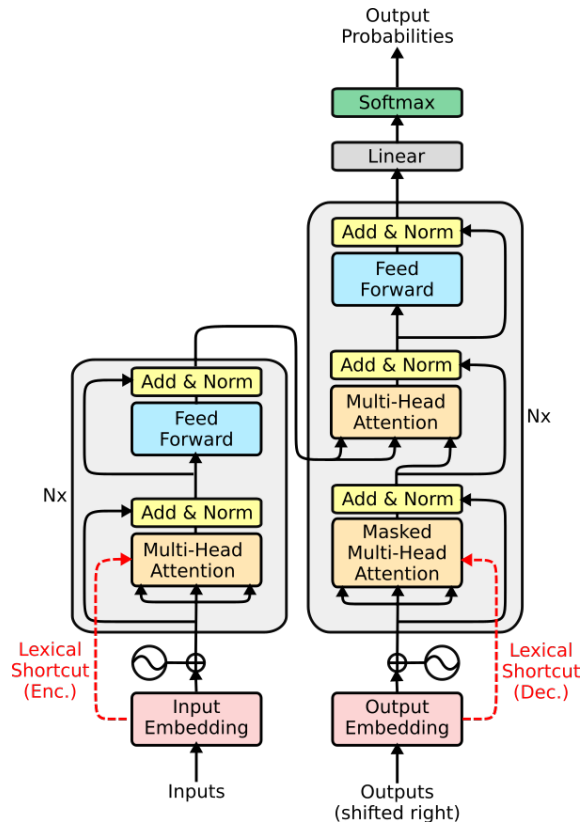 Output
Probabilities
Softmax
Linear
Add & Norm
Feed
Forward
Add & Norm
Multi-Head
Attention
Nx
Add & Norm
Masked
Multi-Head
Attention
Add & Norm
Feed
Forward
Nx
Add & Norm
Multi-Head
Attention
Lexical
Shortcut
(Enc.)
Lexical
Shortcut
(Dec.)
Input
Embedding
Output
Embedding
Inputs
Outputs
(shifted right)